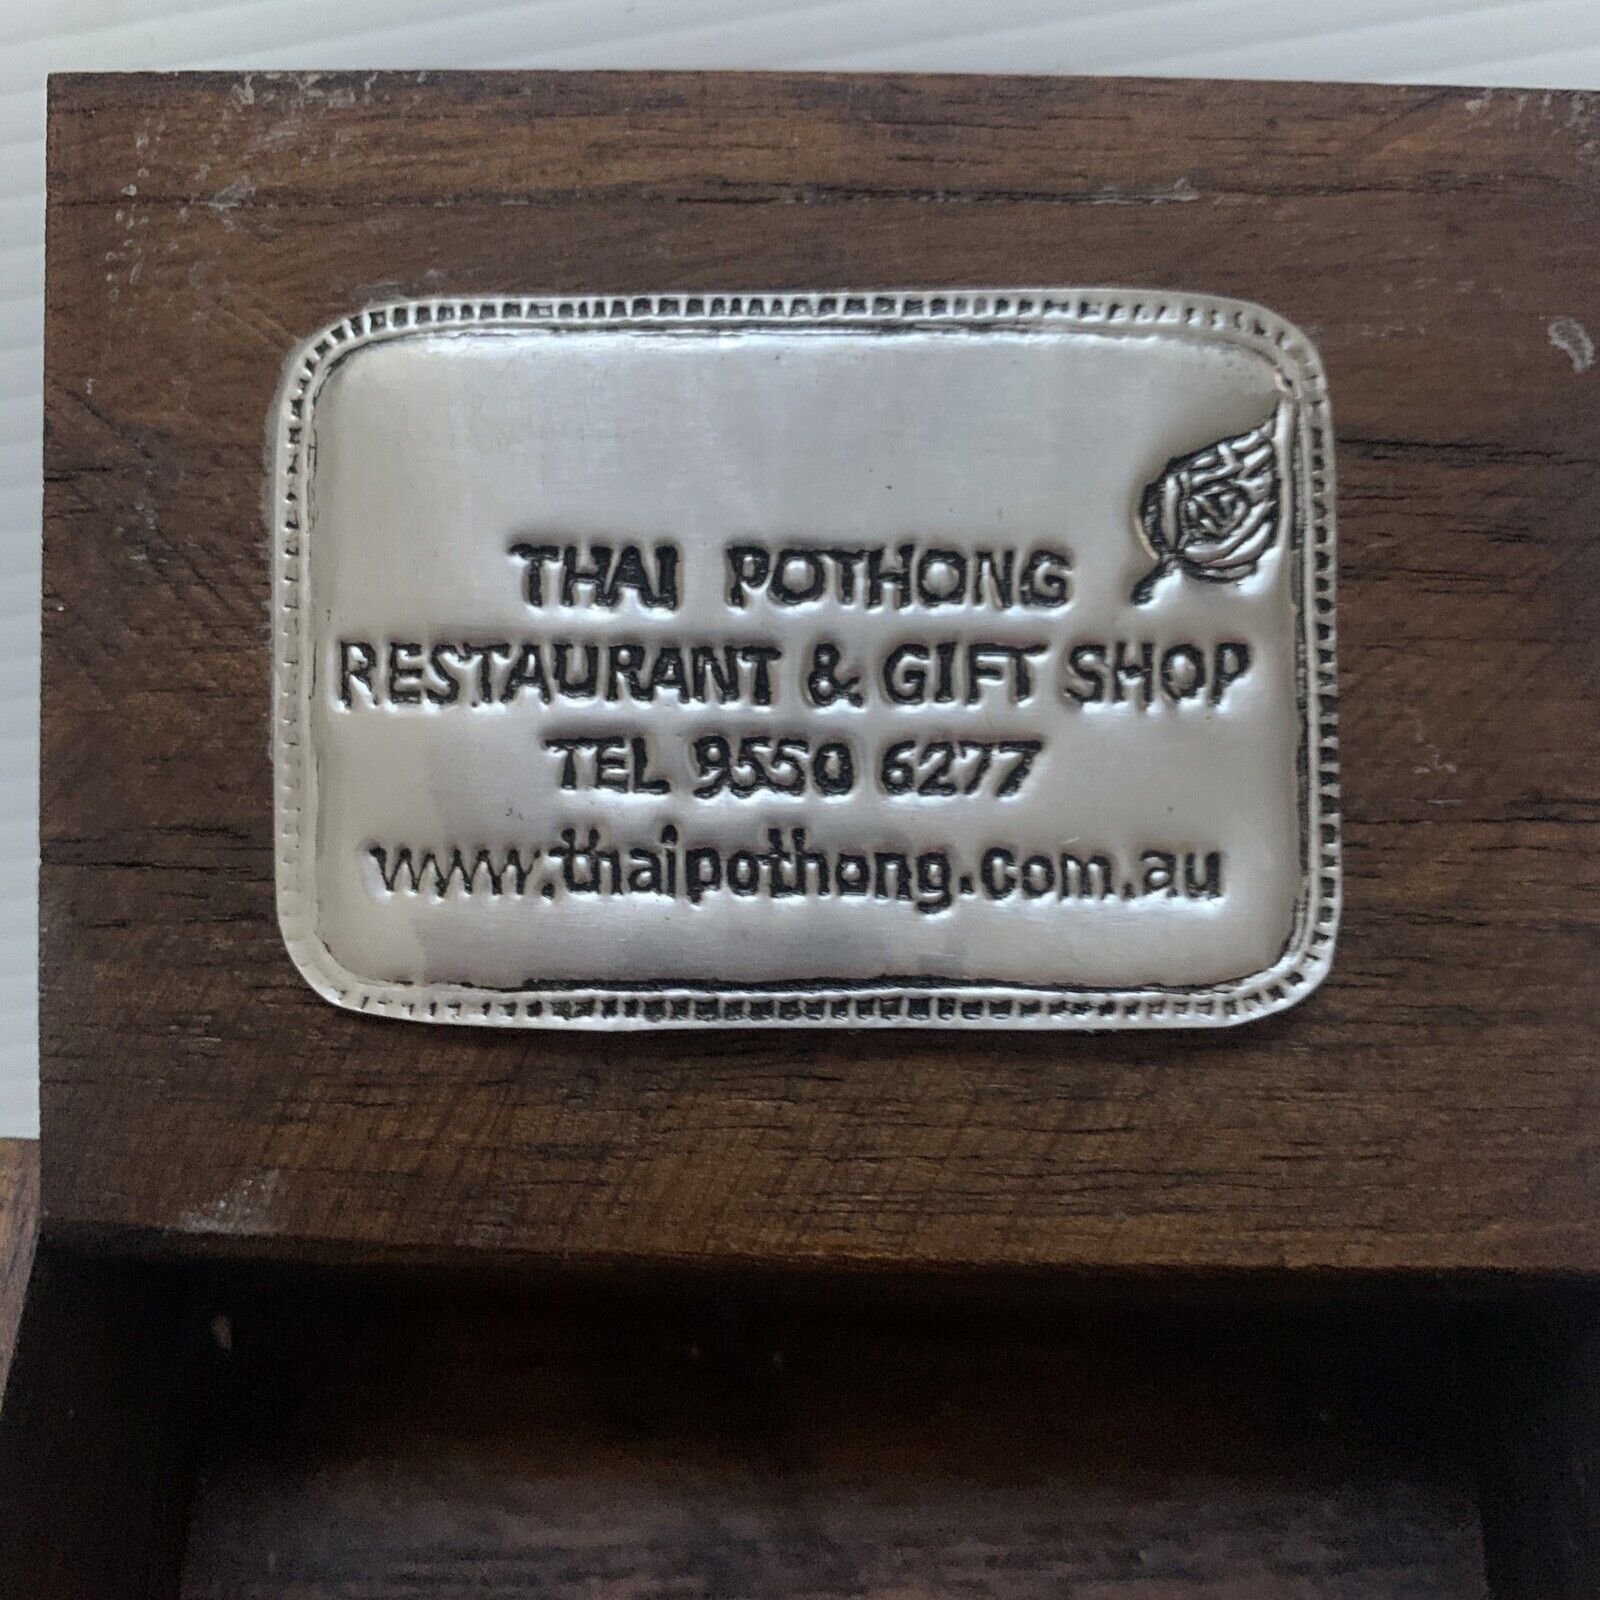 THAI POTHONG
RESTAURANT & GIFT SHOP
TEL 9550 6277
www.thaipothong.com.au